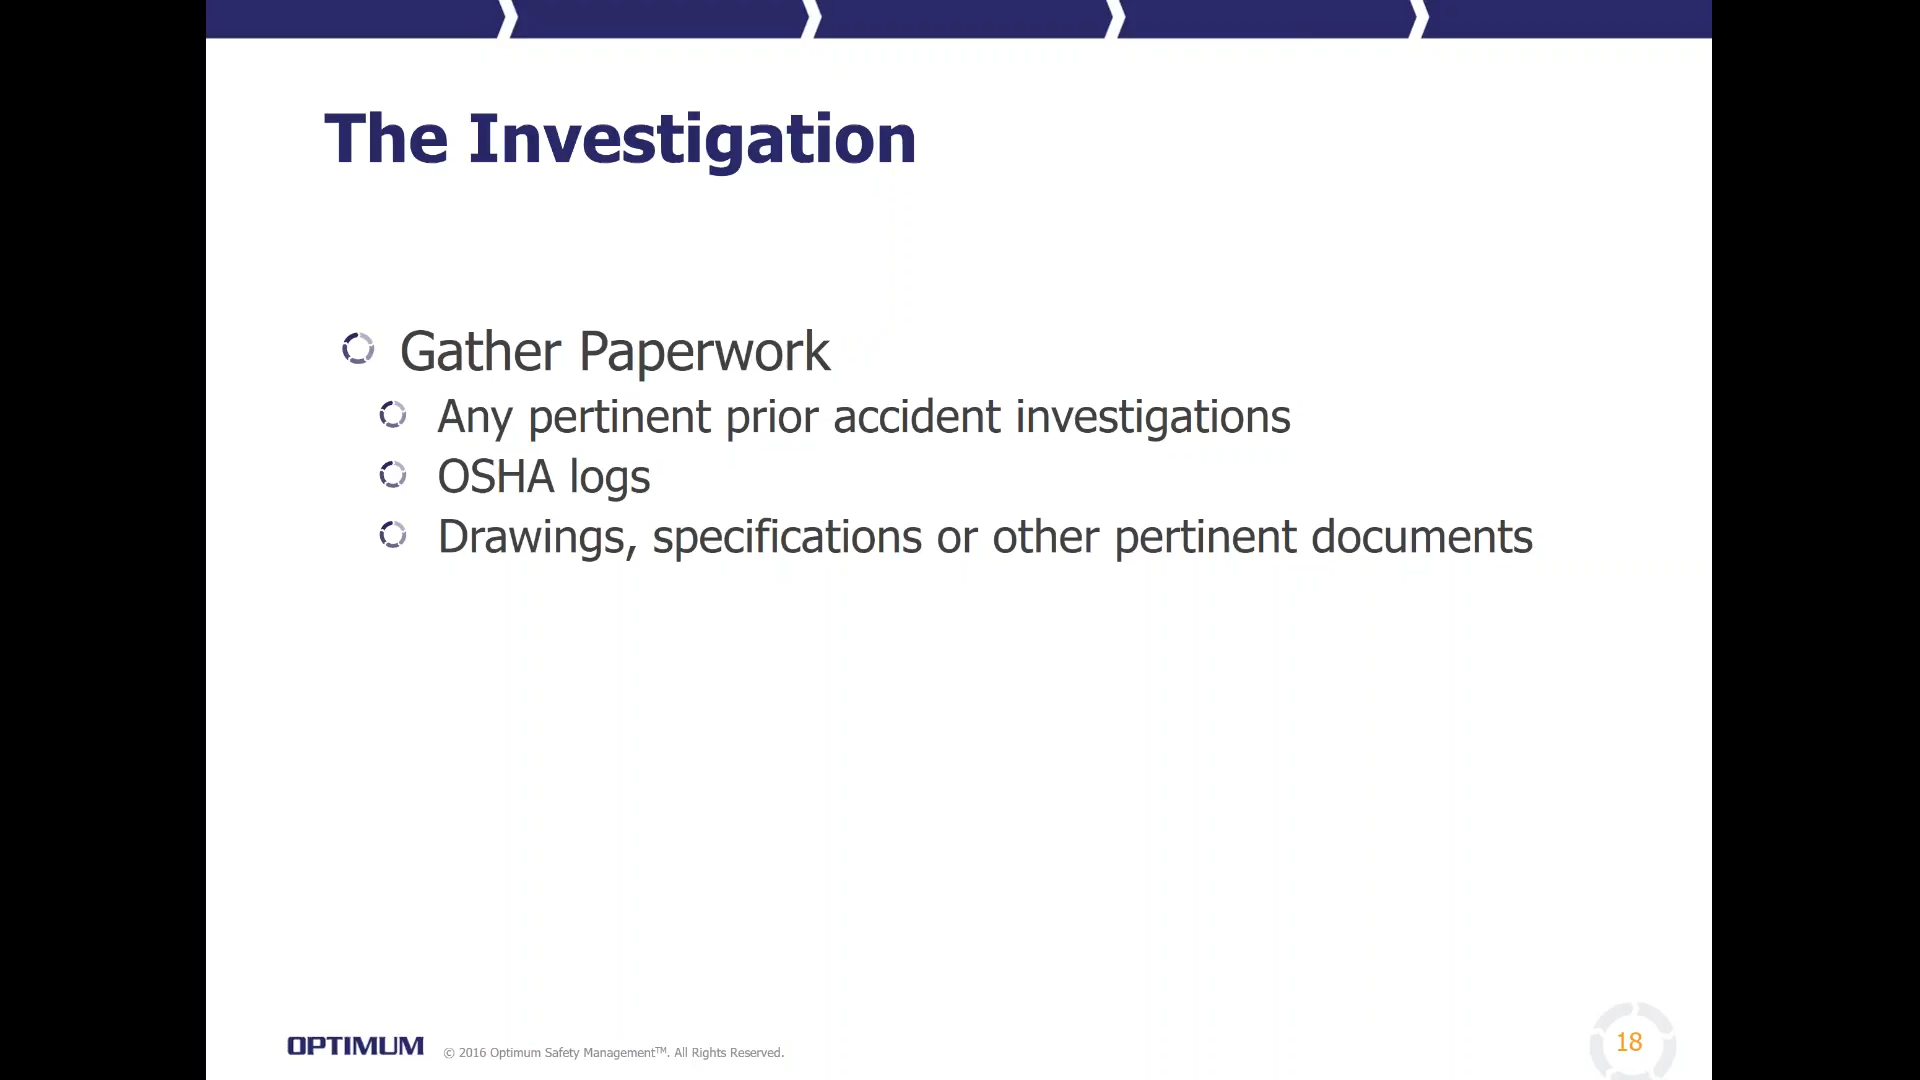 The Investigation
Gather Paperwork
Any pertinent prior accident investigations
OSHA logs
Drawings, specifications or other pertinent documents
OPTIMUM © 2016 Optimum Safety Management™. All Rights Reserved.
18